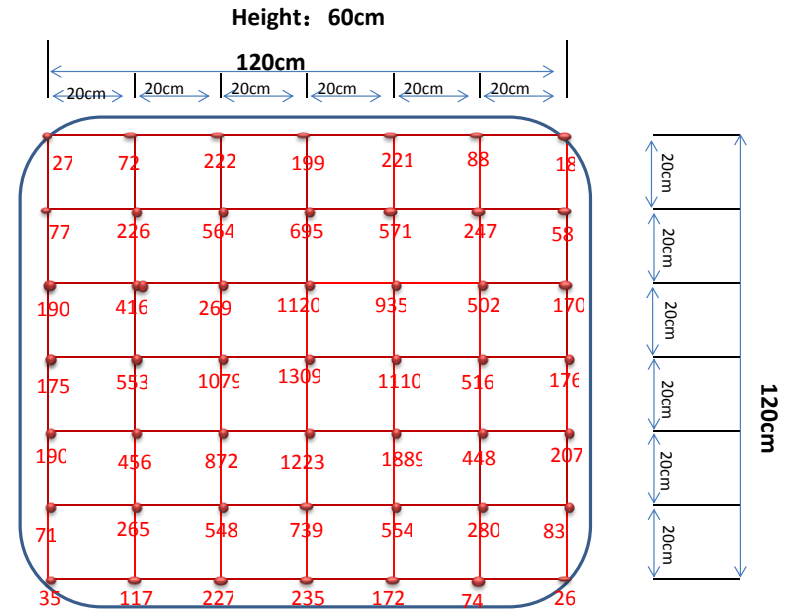 Height：60cm
120cm
20cm 20cm 20cm 20cm 20cm 20cm
27 72 222 199 221 88 18
20cm
77 226 564 695 571 247 58
20cm
190 416 269 1120 935 502 170
20cm
175 553 1079 1309 1110 516 176
20cm
120cm
190 456 872 1223 1889 448 207
20cm
71 265 548 739 554 280 83
20cm
35 117 227 235 172 74 26